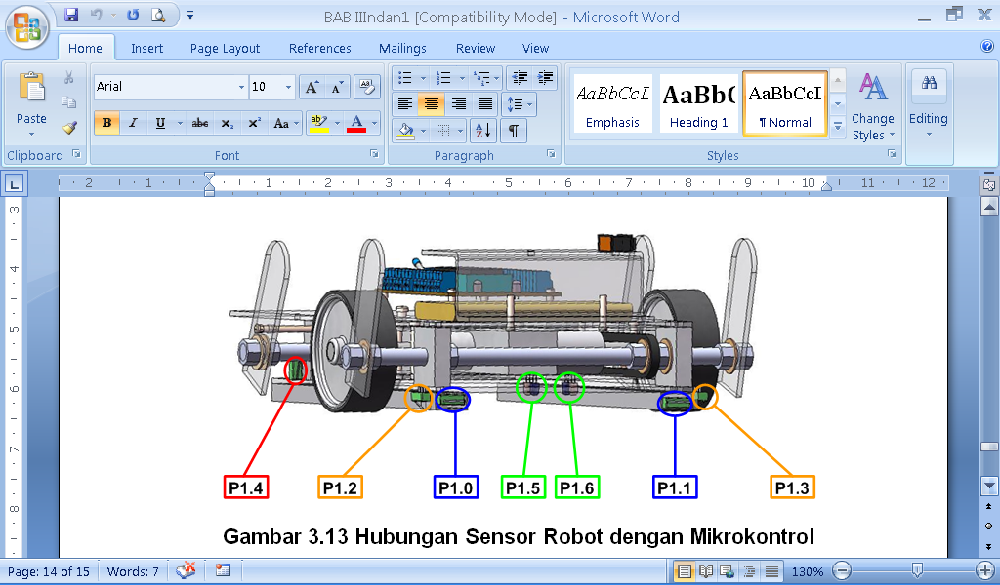 BAB IIIndan1 [Compatibility Mode] - Microsoft Word
Home Insert Page Layout References Mailings Review View
Arial 10
AaBbCcL AaBb( AaBbCcI
Paste
B I U abc x₂ x² Aa ab A
Emphasis Heading 1 ¶ Normal
Change Styles
Editing
Clipboard Font Paragraph Styles
2 1 1 2 3 4 5 6 7 8 9 10 11 12
3
4
5
6
7
8
P1.4 P1.2 P1.0 P1.5 P1.6 P1.1 P1.3
Gambar 3.13 Hubungan Sensor Robot dengan Mikrokontrol
Page: 14 of 15 Words: 7 130%